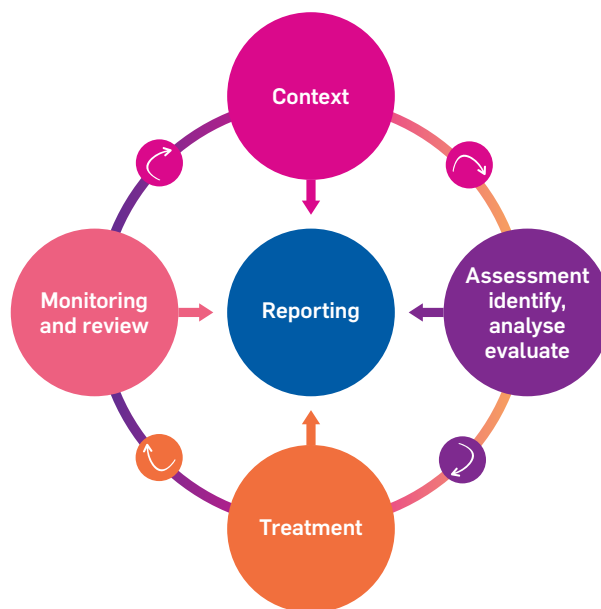 Context
Monitoring
and review
Reporting
Assessment
identify,
analyse
evaluate
Treatment